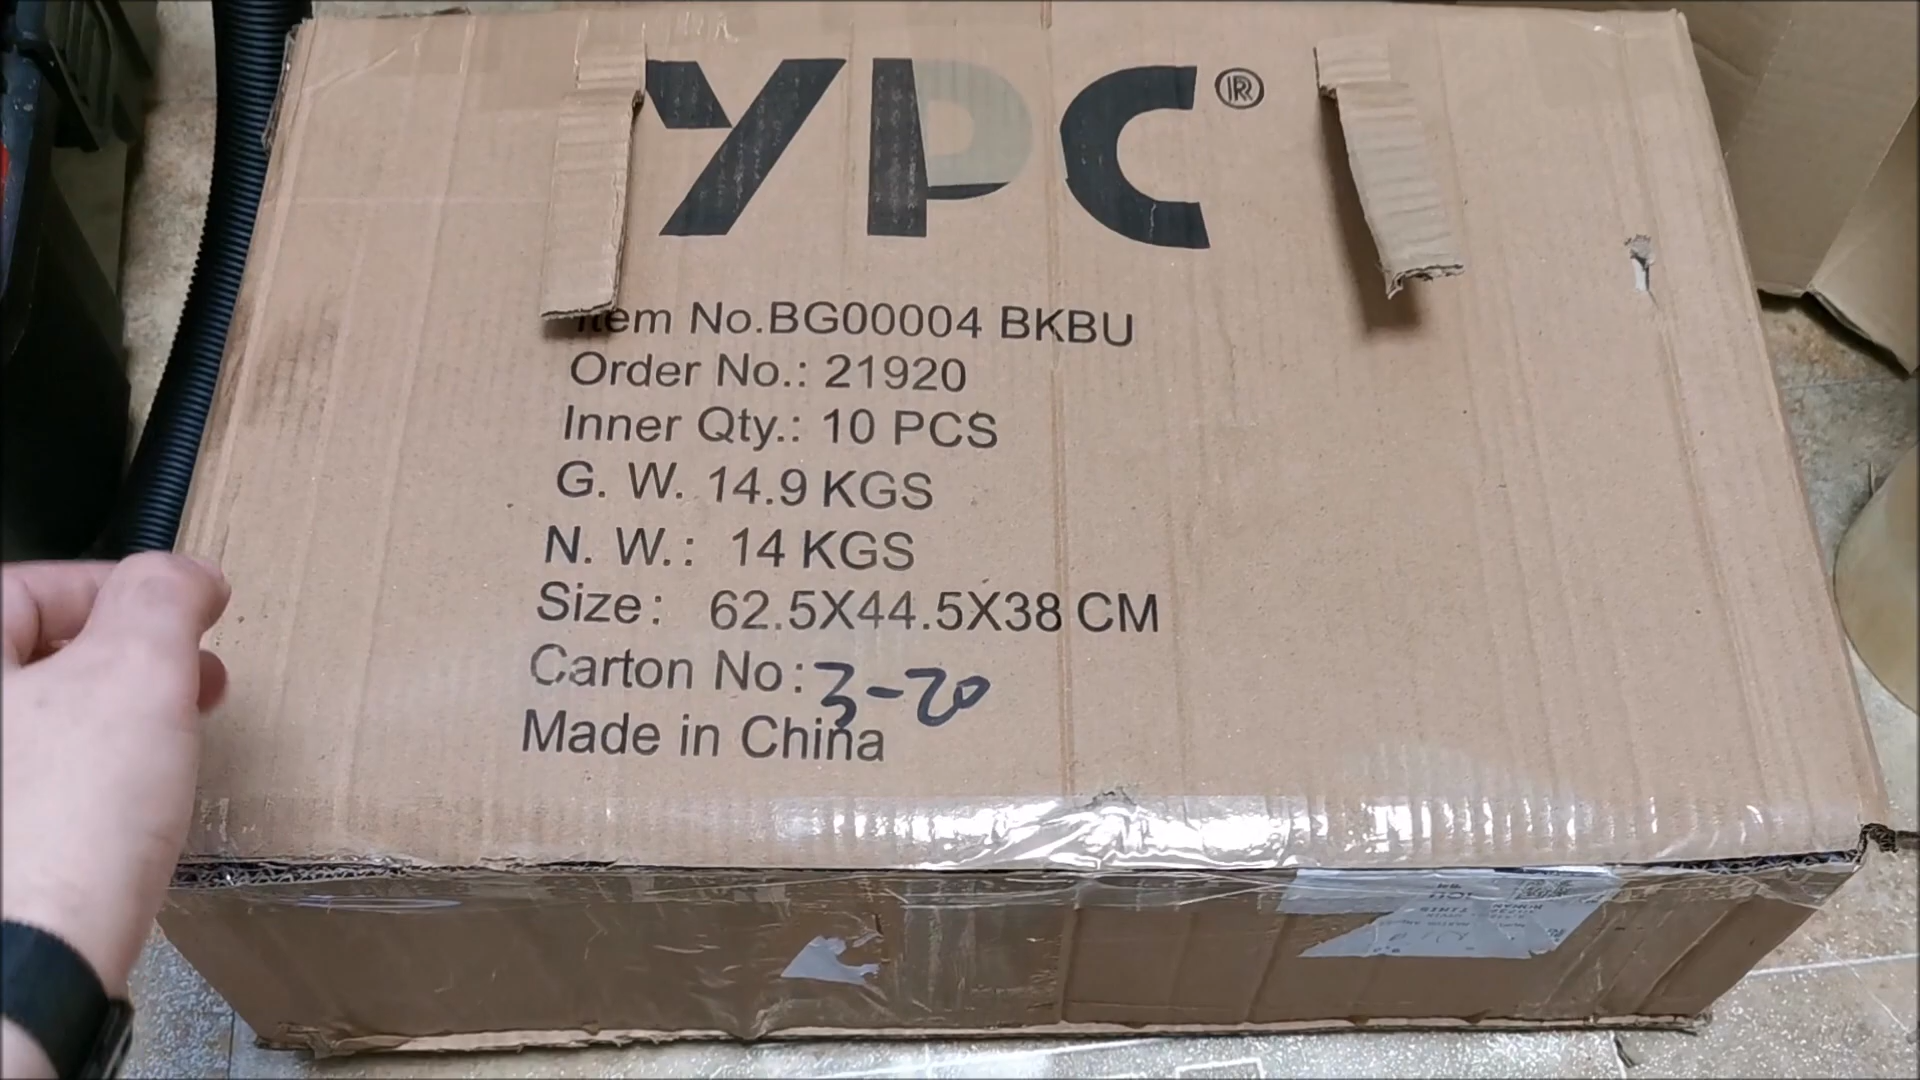 YPC®
Item No.BG00004 BKBU
Order No.: 21920
Inner Qty.: 10 PCS
G. W. 14.9 KGS
N. W.: 14 KGS
Size: 62.5X44.5X38 CM
Carton No: 3-20
Made in China